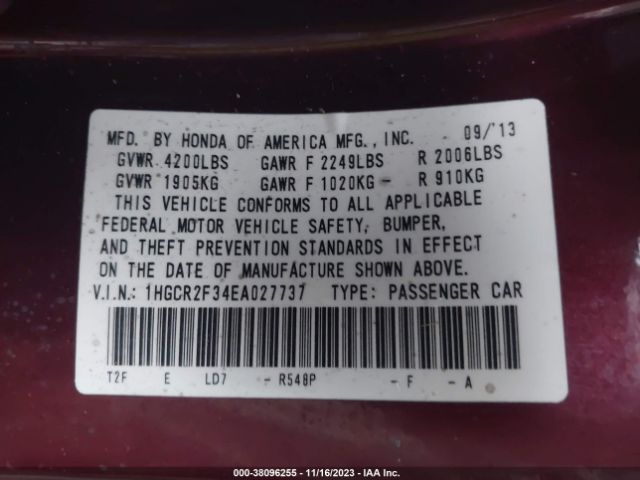 MFD. BY HONDA OF AMERICA MFG., INC. 09/'13
GVWR 4200LBS GAWR F 2249LBS R 2006LBS
GVWR 1905KG GAWR F 1020KG - R 910KG
THIS VEHICLE CONFORMS TO ALL APPLICABLE
FEDERAL MOTOR VEHICLE SAFETY, BUMPER,
AND THEFT PREVENTION STANDARDS IN EFFECT
ON THE DATE OF MANUFACTURE SHOWN ABOVE.
V.I.N.: 1HGCR2F34EA027737 TYPE: PASSENGER CAR
T2F E LD7 - R548P - F - A
000-38096255 - 11/16/2023 - IAA Inc.